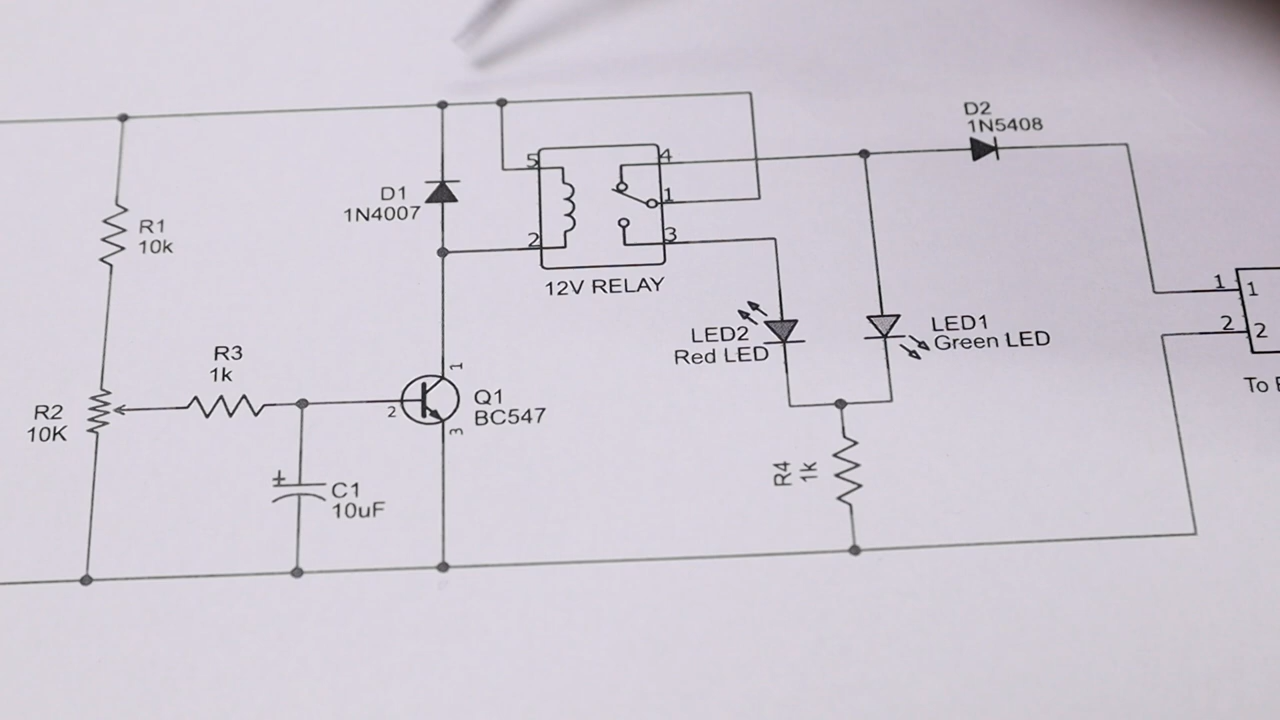 D2
1N5408
D1
1N4007
5
4
1
2
3
12V RELAY
R1
10k
R3
1k
R2
10K
2
1
3
Q1
BC547
+
C1
10uF
LED2
Red LED
LED1
Green LED
R4
1k
1
1
2
2
To